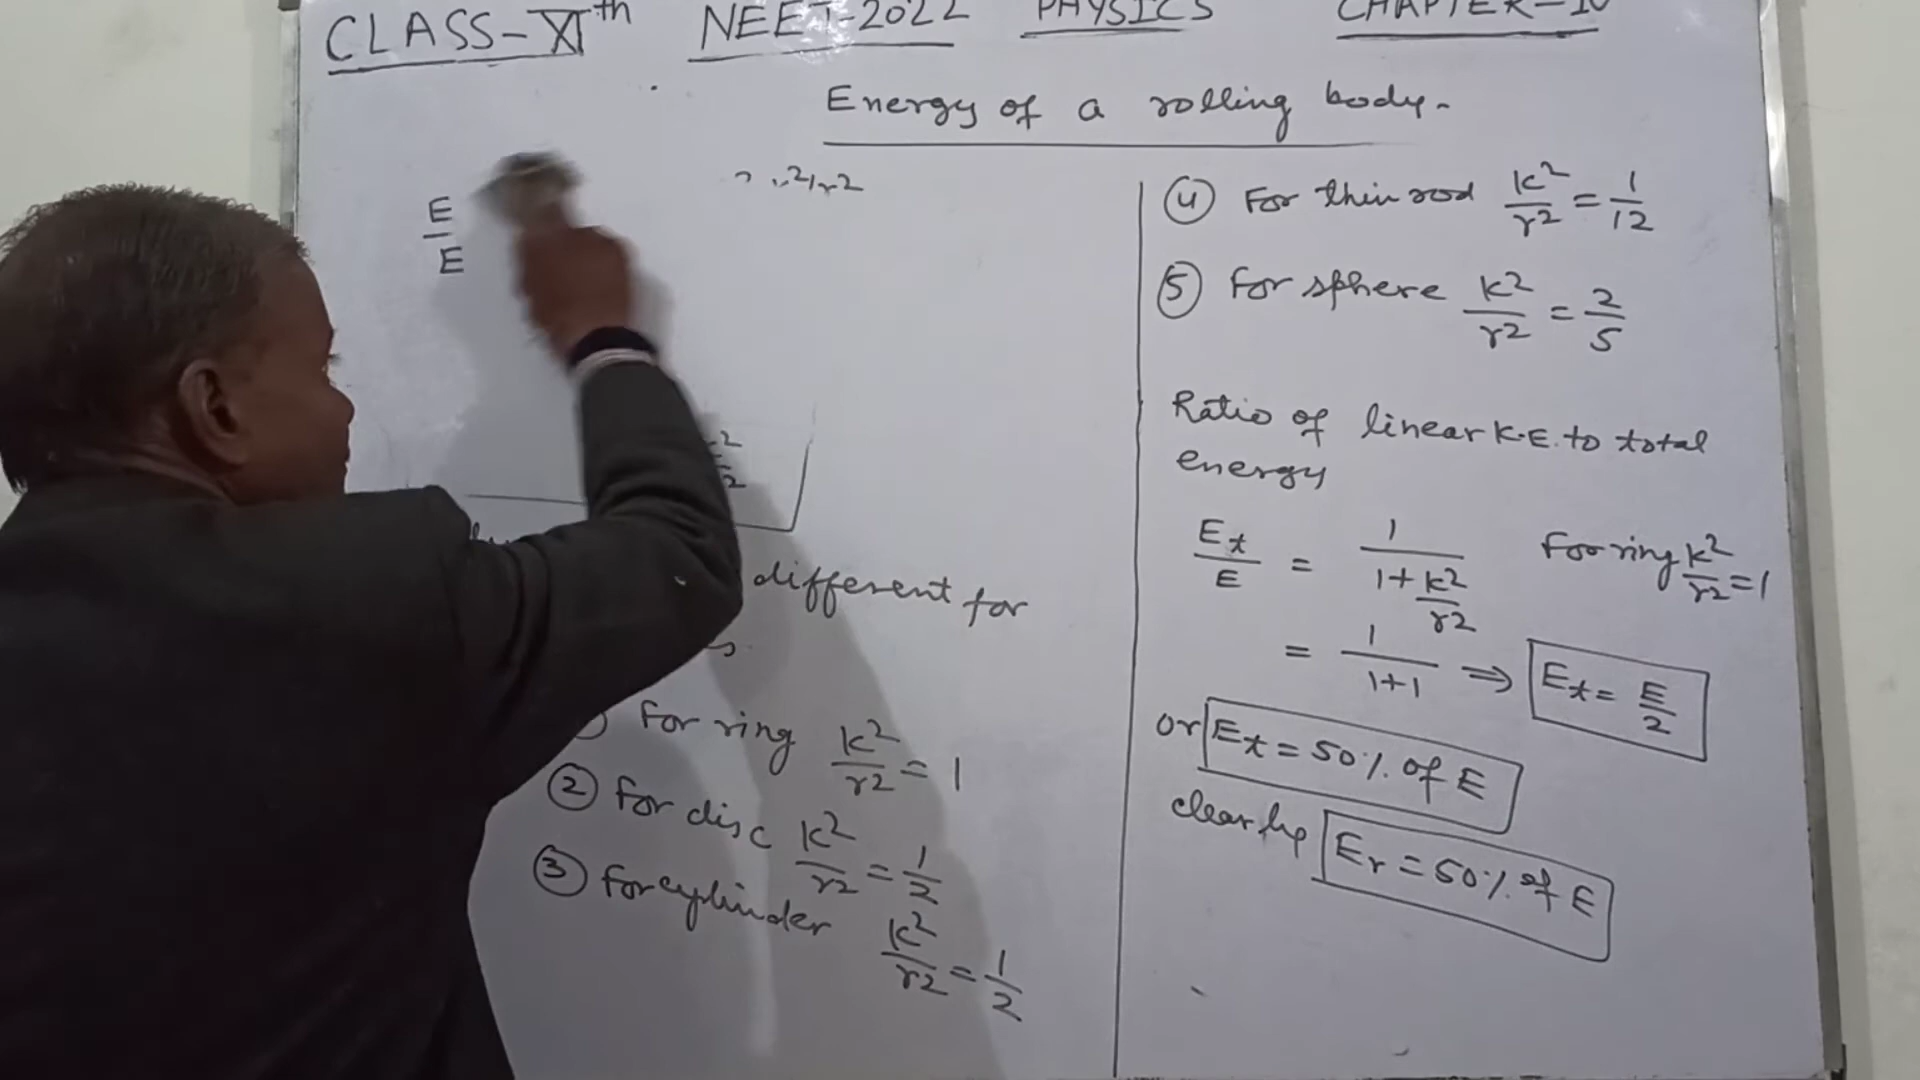 CLASS-XIth NEET-2022 PHYSICS CHAPTER-IV
Energy of a rolling body.
E/E
different for
For ring k²/r² = 1
② For disc k²/r² = 1/2
③ For cylinder k²/r² = 1/2
④ For thin rod k²/r² = 1/12
⑤ For sphere k²/r² = 2/5
Ratio of linear K.E. to total
energy
Et/E = 1/(1+k²/r²) For ring k²/r² = 1
= 1/(1+1) ⇒ Et = E/2
or Et = 50% of E
clearly Er = 50% of E